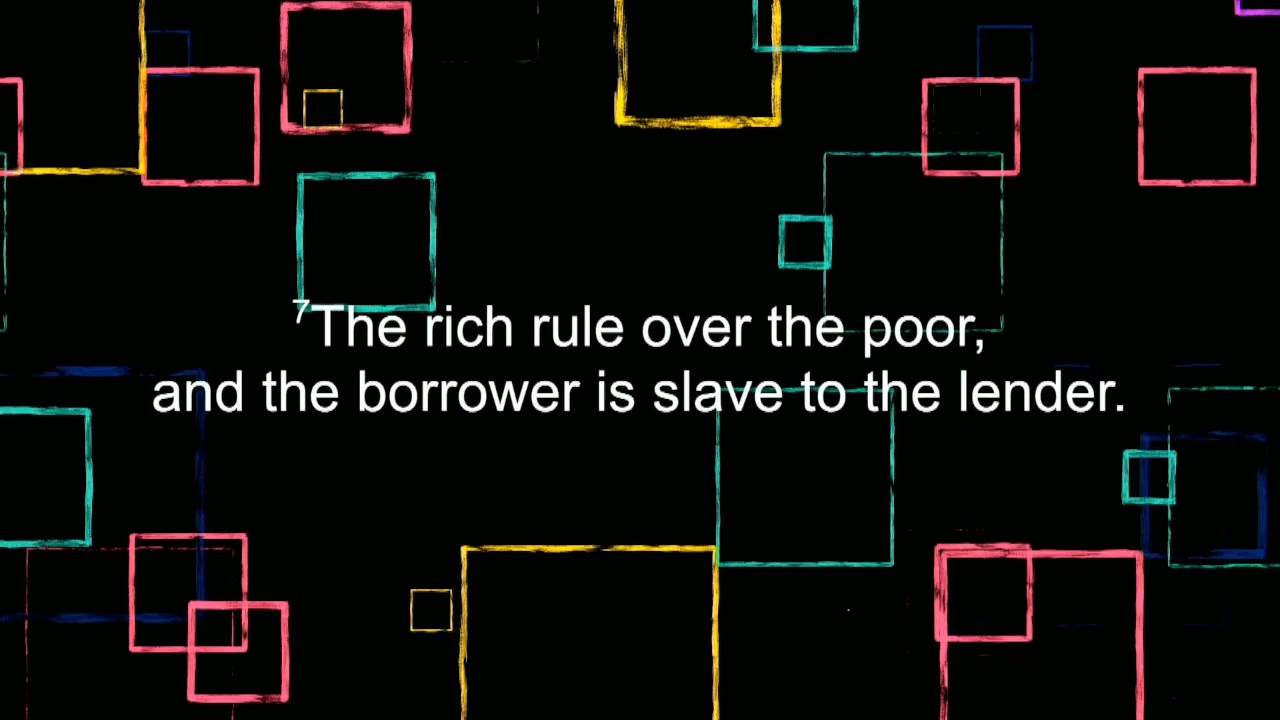 ⁷The rich rule over the poor,
and the borrower is slave to the lender.